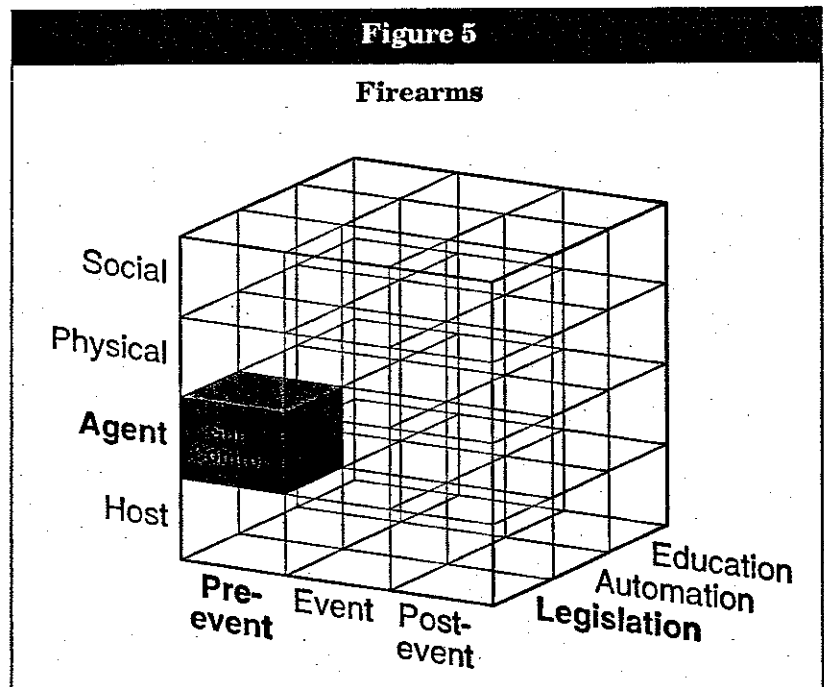 Figure 5
Firearms
Social
Physical
Agent
Host
Pre-
event
Event
Post-
event
Legislation
Automation
Education